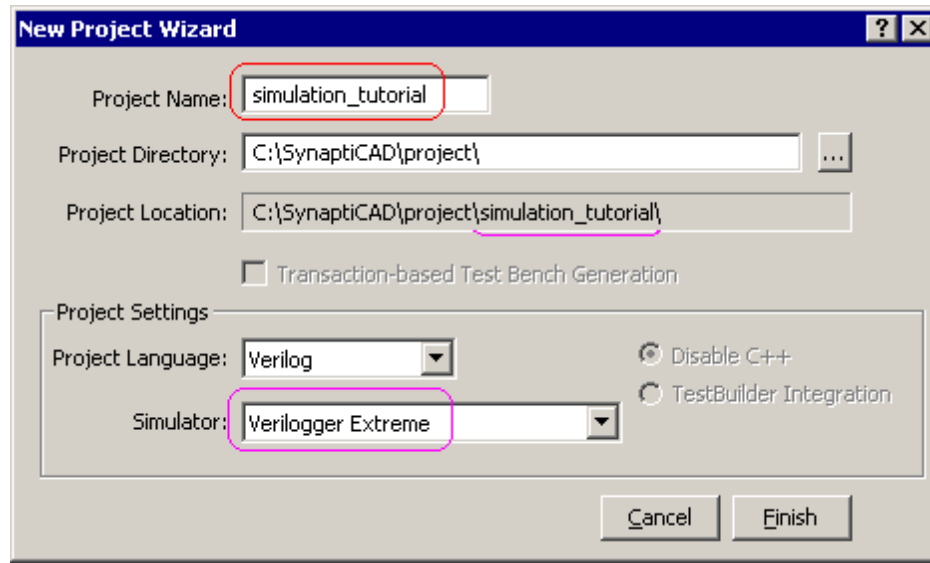 New Project Wizard
Project Name: simulation_tutorial
Project Directory: C:\SynaptiCAD\project\ ...
Project Location: C:\SynaptiCAD\project\simulation_tutorial\
Transaction-based Test Bench Generation
Project Settings
Project Language: Verilog Disable C++
TestBuilder Integration
Simulator: Verilogger Extreme
Cancel Finish